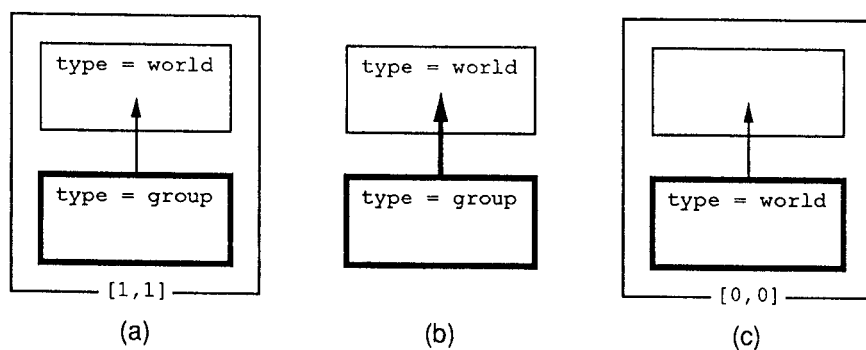 type = world
type = group
[1,1]
(a)
type = world
type = group
(b)
type = world
[0,0]
(c)